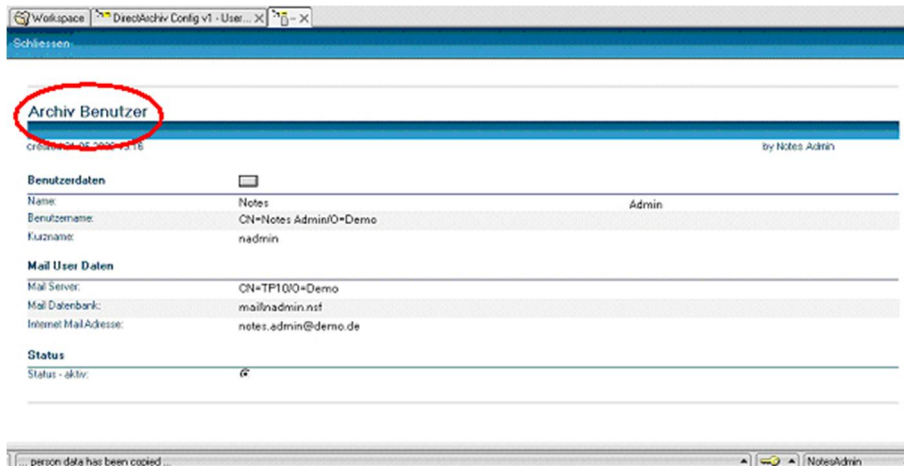 Workspace DirectArchiv Config v1 - User...
Schliessen
Archiv Benutzer
by Notes Admin
Benutzerdaten
Name: Notes Admin
Benutzername: CN=Notes Admin/O=Demo
Kurzname: nadmin
Mail User Daten
Mail Server: CN=TP10/O=Demo
Mail Datenbank: mail\nadmin.nsf
Internet Mail Adresse: notes.admin@demo.de
Status
Status - aktiv:
... person data has been copied ... NotesAdmin